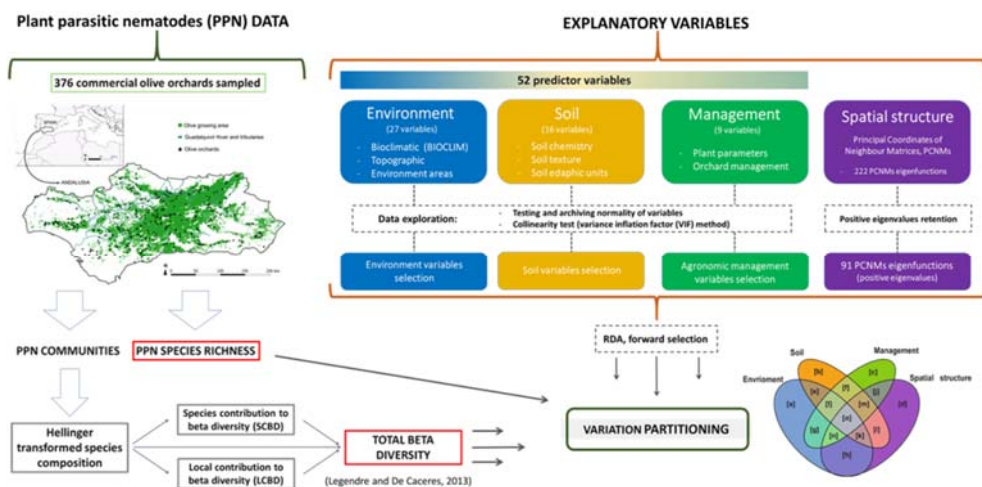 Plant parasitic nematodes (PPN) DATA
376 commercial olive orchards sampled
SPAIN
ANDALUSIA
Olive growing area
Guadalquivir River and tributaries
Olive orchards
EXPLANATORY VARIABLES
52 predictor variables
Environment
(27 variables)
- Bioclimatic (BIOCLIM)
- Topographic
- Environment areas
Soil
(16 variables)
- Soil chemistry
- Soil texture
- Soil edaphic units
Management
(9 variables)
- Plant parameters
- Orchard management
Spatial structure
Principal Coordinates of
Neighbour Matrices, PCNMs
- 222 PCNMs eigenfunctions
Data exploration:
- Testing and archiving normality of variables
- Collinearity test (variance inflation factor (VIF) method)
Positive eigenvalues retention
Environment variables
selection
Soil variables selection
Agronomic management
variables selection
91 PCNMs eigenfunctions
(positive eigenvalues)
PPN COMMUNITIES
PPN SPECIES RICHNESS
RDA, forward selection
Hellinger
transformed species
composition
Species contribution to
beta diversity (SCBD)
Local contribution to
beta diversity (LCBD)
TOTAL BETA
DIVERSITY
(Legendre and De Caceres, 2013)
VARIATION PARTITIONING
Soil
Management
Enviroment
Spatial structure
[a]
[b]
[c]
[d]
[f]
[m]
[o]
[g]
[n]
[k]
[h]